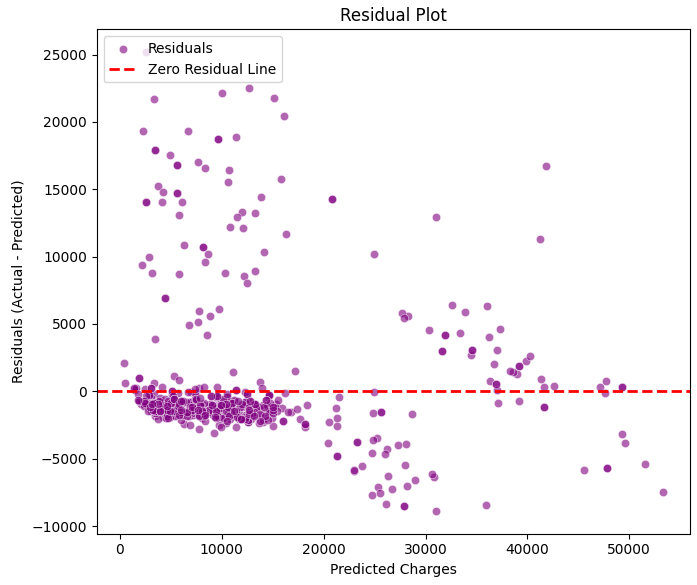 Residual Plot
Residuals
Zero Residual Line
25000
20000
15000
10000
5000
0
−5000
−10000
Residuals (Actual - Predicted)
0
10000
20000
30000
40000
50000
Predicted Charges